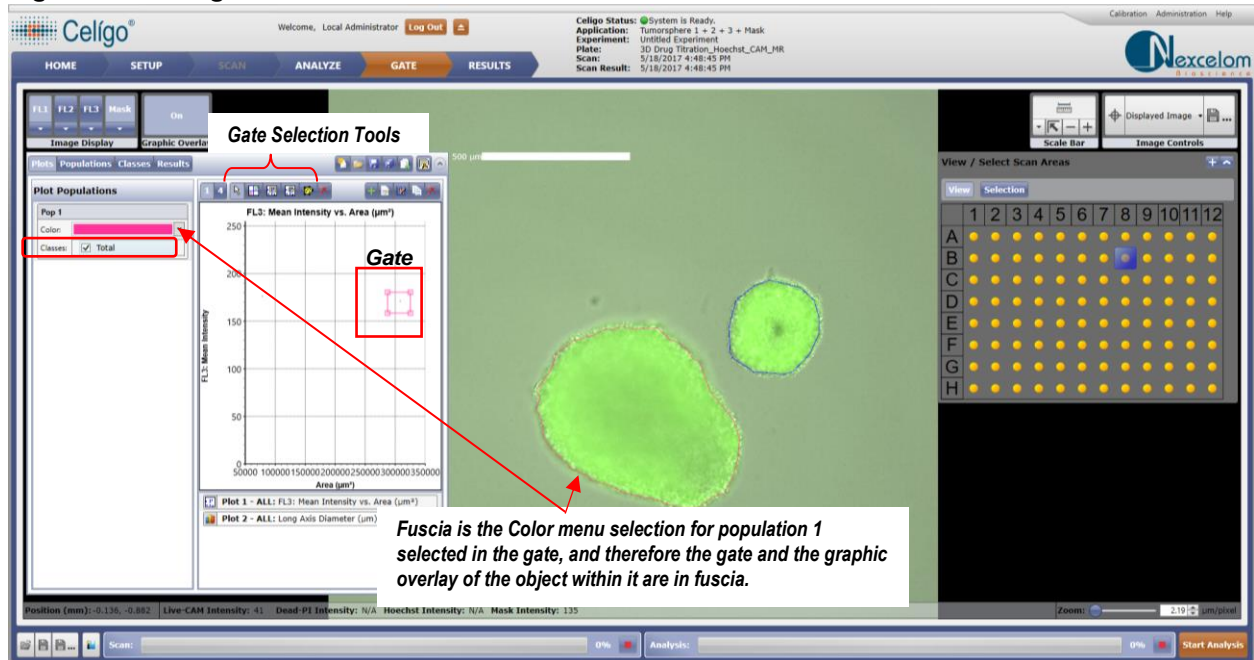 Celígo®
Welcome, Local Administrator Log Out
Celigo Status: System is Ready.
Application: Tumorsphere 1 + 2 + 3 + Mask
Experiment: Untitled Experiment
Plate: 3D Drug Titration_Hoechst_CAM_MR
Scan: 5/18/2017 4:48:45 PM
Scan Result: 5/18/2017 4:48:45 PM
Calibration Administration Help
Nexcelom
Bioscience
HOME SETUP SCAN ANALYZE GATE RESULTS
FL1 FL2 FL3 Mask
Image Display
On
Graphic Overlay
Gate Selection Tools
500 µm
Scale Bar
Displayed Image
Image Controls
Plots Populations Classes Results
Plot Populations
Pop 1
Color:
Classes: Total
1 4
FL3: Mean Intensity vs. Area (µm²)
Gate
250
200
150
100
50
0
FL3: Mean Intensity
50000 100000 150000 200000 250000 300000 350000
Area (µm²)
Plot 1 - ALL: FL3: Mean Intensity vs. Area (µm²)
Plot 2 - ALL: Long Axis Diameter (µm)
View / Select Scan Areas
View Selection
1 2 3 4 5 6 7 8 9 10 11 12
A
B
C
D
E
F
G
H
Fuscia is the Color menu selection for population 1
selected in the gate, and therefore the gate and the graphic
overlay of the object within it are in fuscia.
Position (mm): -0.136, -0.882 Live-CAM Intensity: 41 Dead-PI Intensity: N/A Hoechst Intensity: N/A Mask Intensity: 135
Zoom: 2.19 µm/pixel
Scan: 0% Analysis: 0% Start Analysis